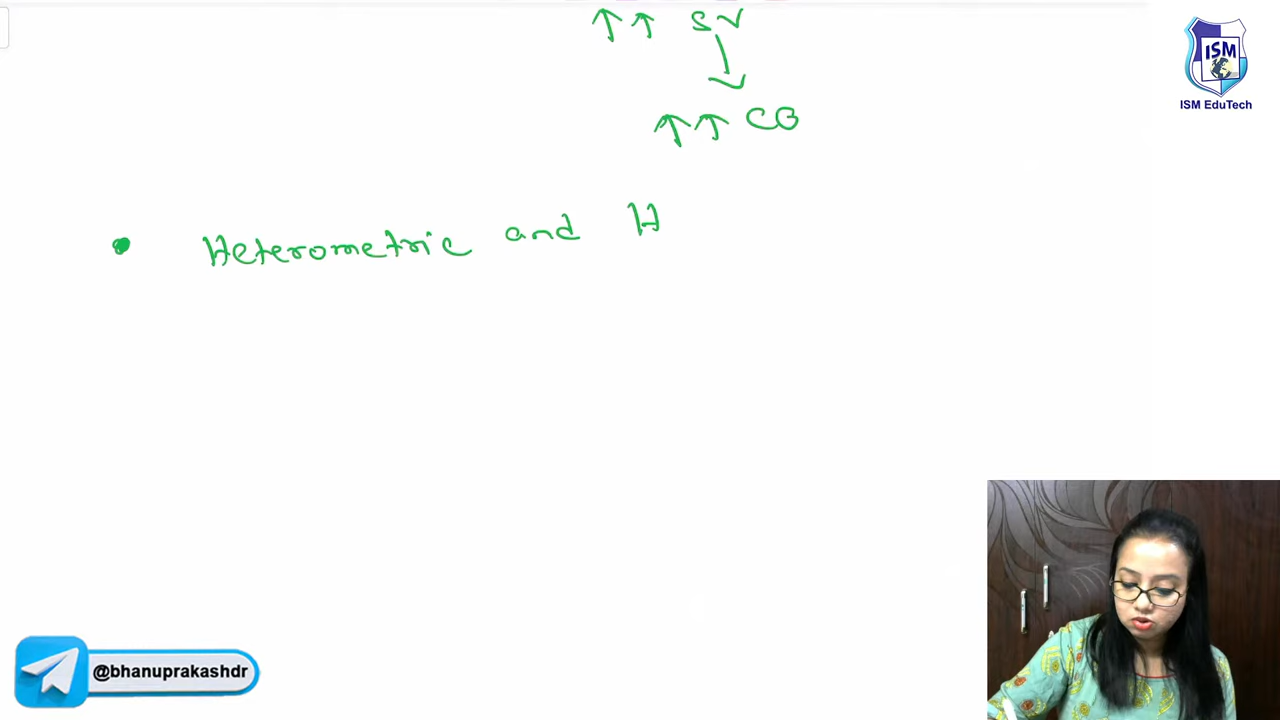 ↑↑ SV
↓
↑↑ CO
• Heterometric and H
ISM
ISM EduTech
@bhanuprakashdr